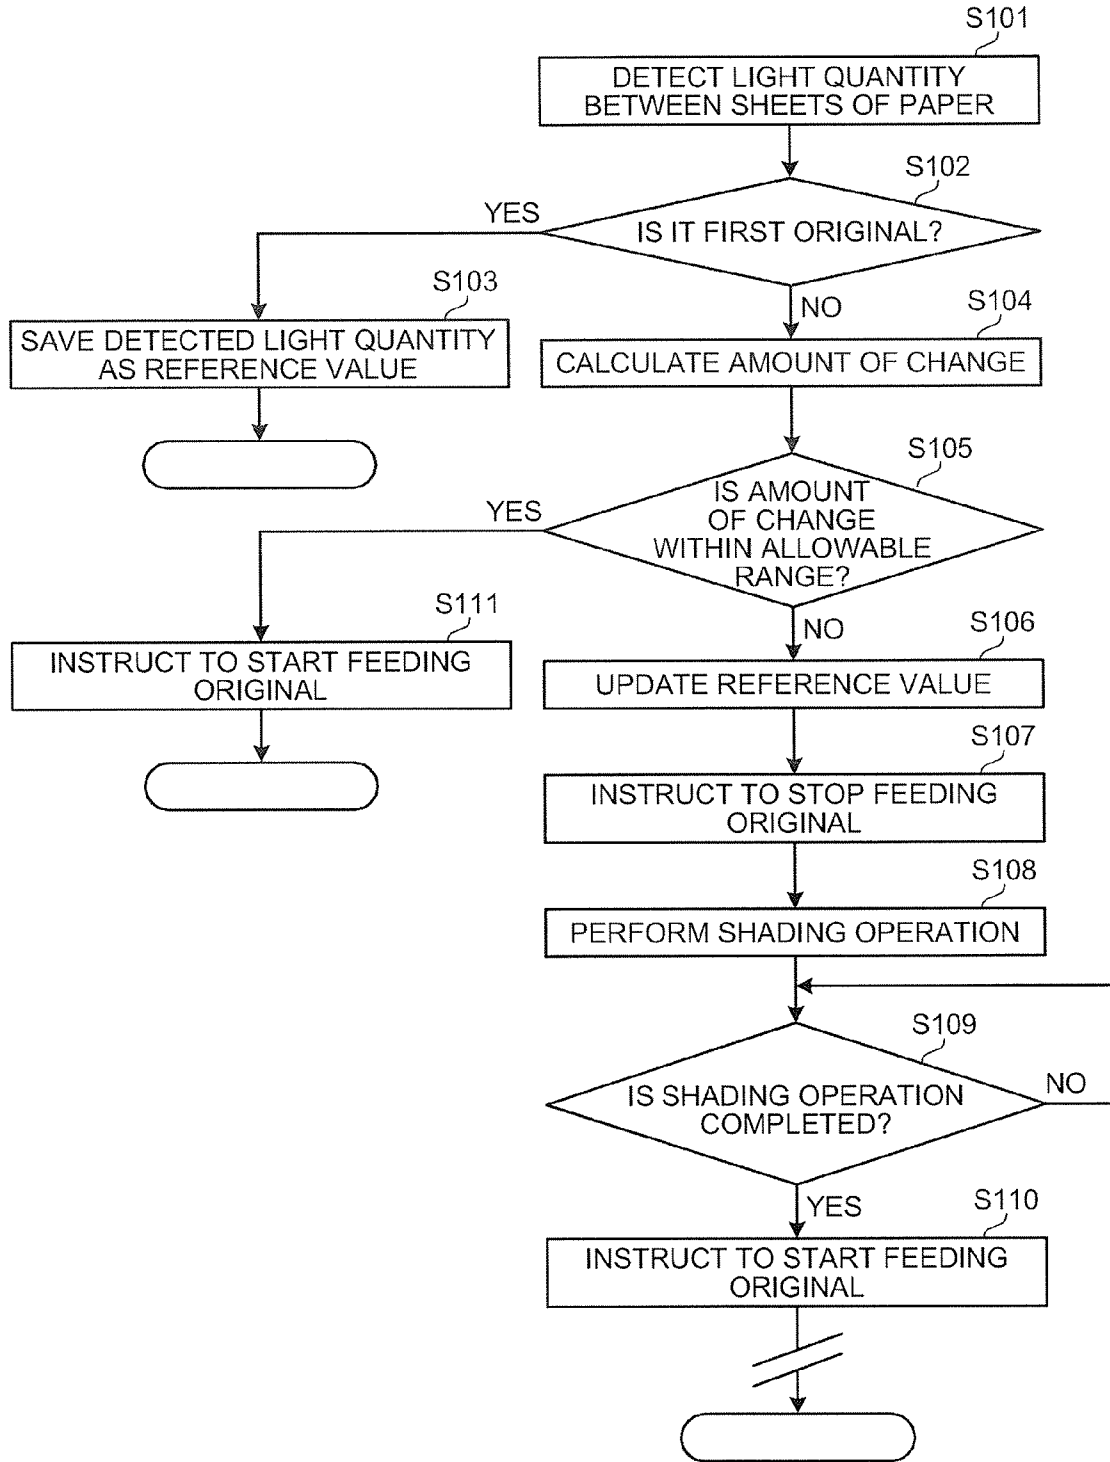 S101
DETECT LIGHT QUANTITY
BETWEEN SHEETS OF PAPER
S102
YES
IS IT FIRST ORIGINAL?
S103
NO
S104
SAVE DETECTED LIGHT QUANTITY
AS REFERENCE VALUE
CALCULATE AMOUNT OF CHANGE
S105
YES
IS AMOUNT
OF CHANGE
WITHIN ALLOWABLE
RANGE?
S111
NO
S106
INSTRUCT TO START FEEDING
ORIGINAL
UPDATE REFERENCE VALUE
S107
INSTRUCT TO STOP FEEDING
ORIGINAL
S108
PERFORM SHADING OPERATION
S109
IS SHADING OPERATION
COMPLETED?
NO
YES
S110
INSTRUCT TO START FEEDING
ORIGINAL